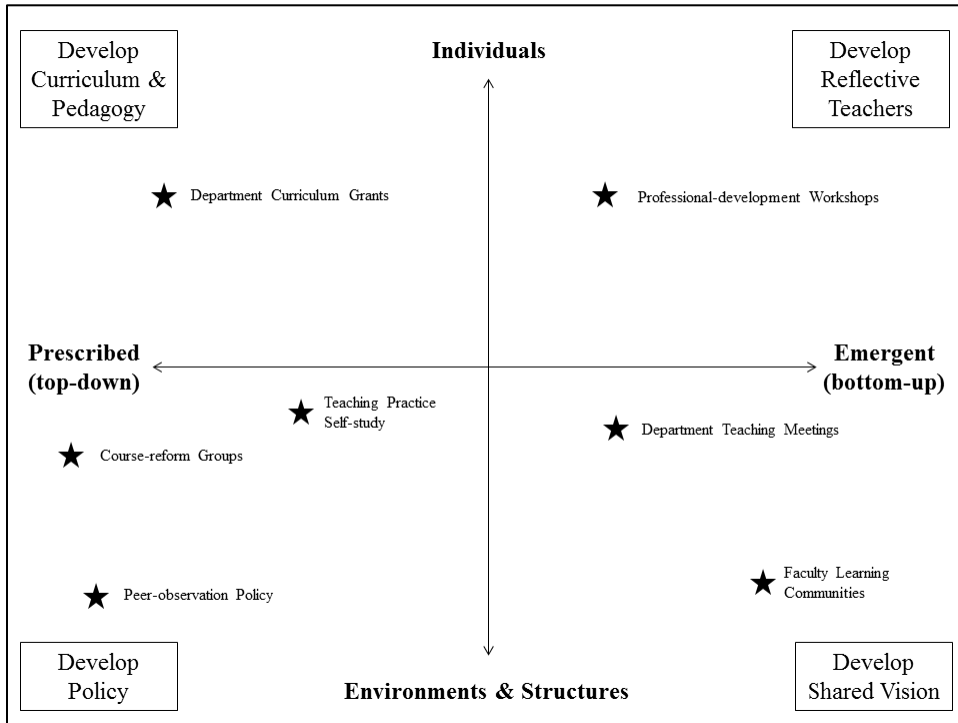 Develop
Curriculum &
Pedagogy
Individuals
Develop
Reflective
Teachers
Department Curriculum Grants
Professional-development Workshops
Prescribed
(top-down)
Emergent
(bottom-up)
Teaching Practice
Self-study
Department Teaching Meetings
Course-reform Groups
Peer-observation Policy
Faculty Learning
Communities
Develop
Policy
Environments & Structures
Develop
Shared Vision